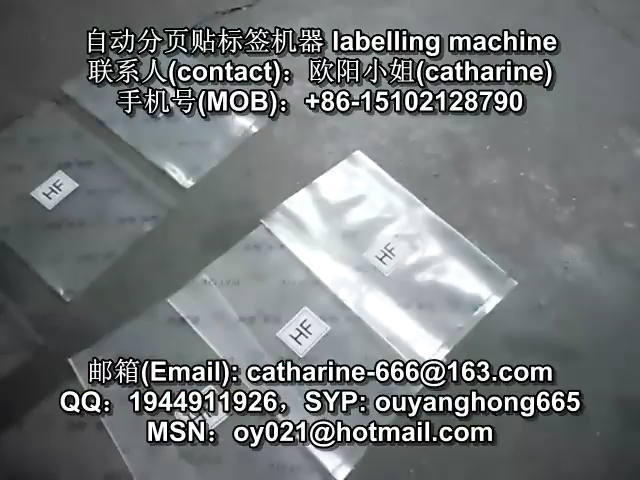 自动分页贴标签机器 labelling machine
联系人(contact)：欧阳小姐(catharine)
手机号(MOB)：+86-15102128790
HF
HF
HF
邮箱(Email): catharine-666@163.com
QQ：1944911926，SYP: ouyanghong665
MSN：oy021@hotmail.com